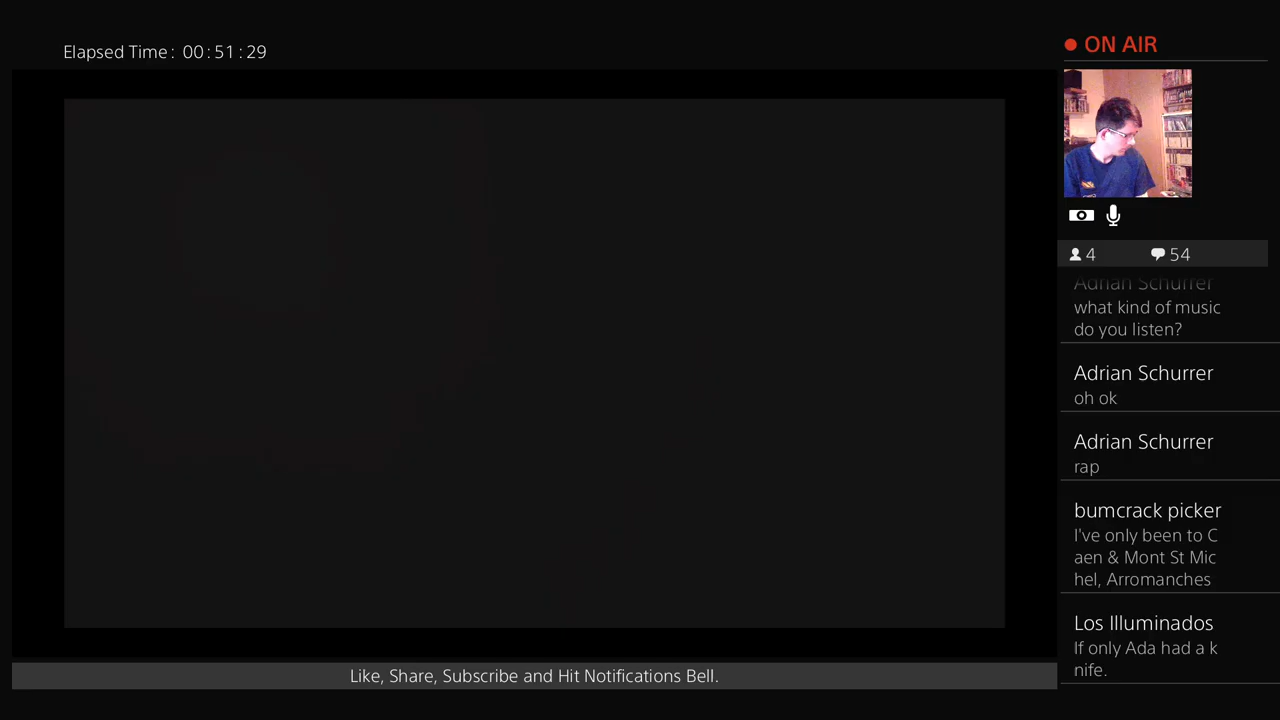 Elapsed Time: 00:51:29
ON AIR
4 54
Adrian Schurrer
what kind of music
do you listen?
Adrian Schurrer
oh ok
Adrian Schurrer
rap
bumcrack picker
I've only been to C
aen & Mont St Mic
hel, Arromanches
Los Illuminados
If only Ada had a k
nife.
Like, Share, Subscribe and Hit Notifications Bell.